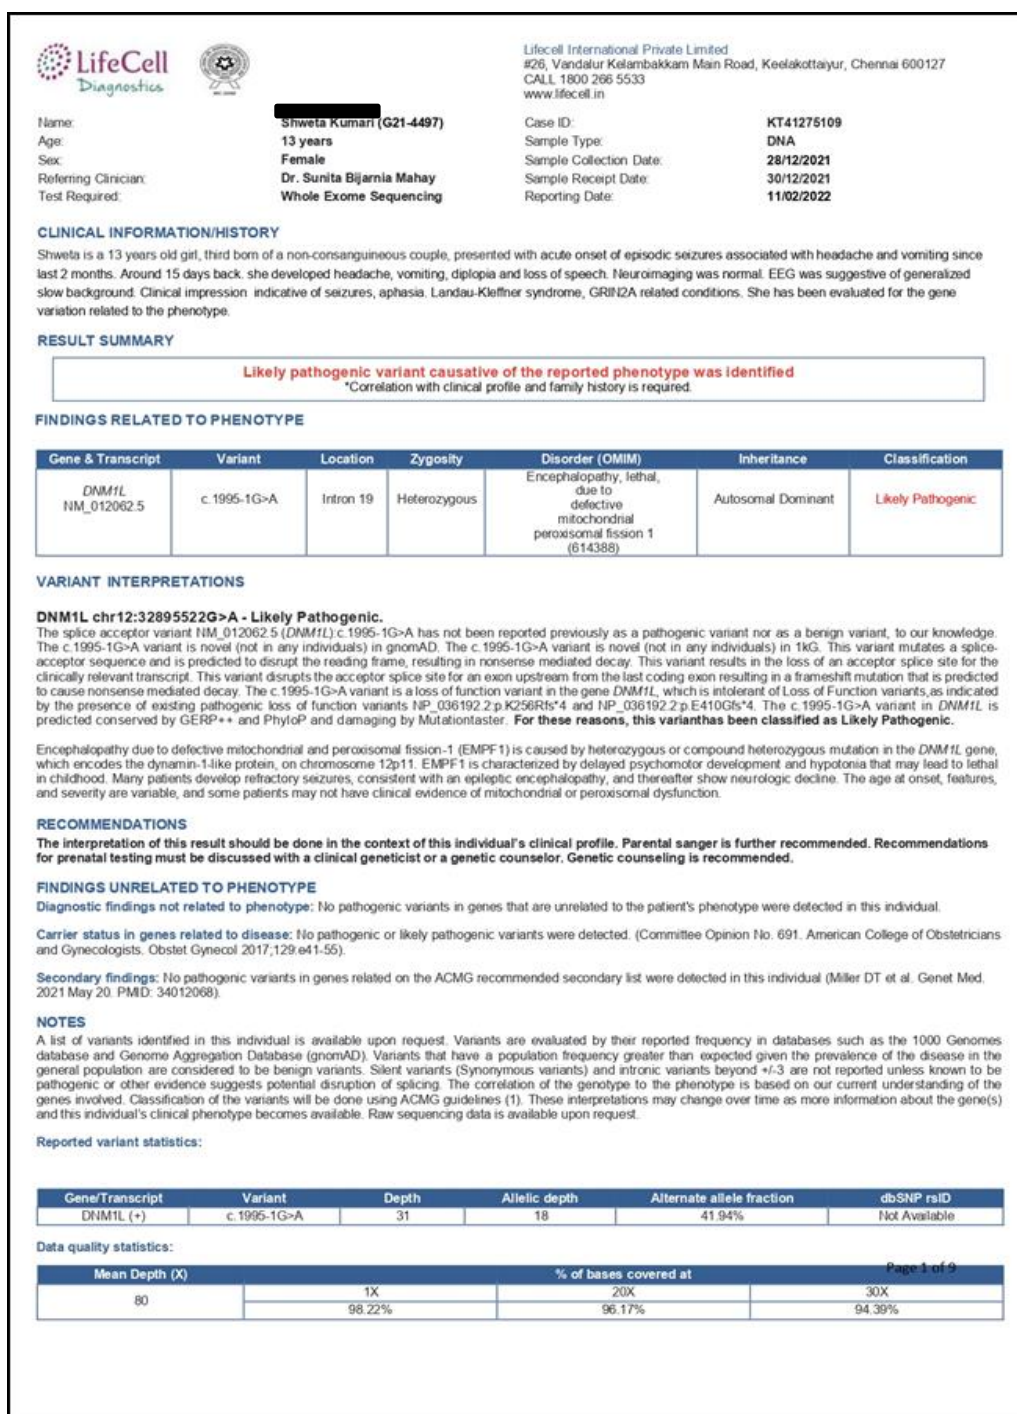 LifeCell
Diagnostics
Lifecell International Private Limited
#26, Vandalur Kelambakkam Main Road, Keelakottaiyur, Chennai 600127
CALL 1800 266 5533
www.lifecell.in
Name: Shweta Kumari (G21-4497) Case ID: KT41275109
Age: 13 years Sample Type: DNA
Sex: Female Sample Collection Date: 28/12/2021
Referring Clinician: Dr. Sunita Bijarnia Mahay Sample Receipt Date: 30/12/2021
Test Required: Whole Exome Sequencing Reporting Date: 11/02/2022
CLINICAL INFORMATION/HISTORY
Shweta is a 13 years old girl, third born of a non-consanguineous couple, presented with acute onset of episodic seizures associated with headache and vomiting since
last 2 months. Around 15 days back. she developed headache, vomiting, diplopia and loss of speech. Neuroimaging was normal. EEG was suggestive of generalized
slow background. Clinical impression indicative of seizures, aphasia. Landau-Kleffner syndrome, GRIN2A related conditions. She has been evaluated for the gene
variation related to the phenotype.
RESULT SUMMARY
Likely pathogenic variant causative of the reported phenotype was identified
*Correlation with clinical profile and family history is required.
FINDINGS RELATED TO PHENOTYPE
Gene & Transcript Variant Location Zygosity Disorder (OMIM) Inheritance Classification
DNM1L
NM_012062.5 c.1995-1G>A Intron 19 Heterozygous Encephalopathy, lethal,
due to
defective
mitochondrial
peroxisomal fission 1
(614388) Autosomal Dominant Likely Pathogenic
VARIANT INTERPRETATIONS
DNM1L chr12:32895522G>A - Likely Pathogenic.
The splice acceptor variant NM_012062.5 (DNM1L):c.1995-1G>A has not been reported previously as a pathogenic variant nor as a benign variant, to our knowledge.
The c.1995-1G>A variant is novel (not in any individuals) in gnomAD. The c.1995-1G>A variant is novel (not in any individuals) in 1kG. This variant mutates a splice-
acceptor sequence and is predicted to disrupt the reading frame, resulting in nonsense mediated decay. This variant results in the loss of an acceptor splice site for the
clinically relevant transcript. This variant disrupts the acceptor splice site for an exon upstream from the last coding exon resulting in a frameshift mutation that is predicted
to cause nonsense mediated decay. The c.1995-1G>A variant is a loss of function variant in the gene DNM1L, which is intolerant of Loss of Function variants,as indicated
by the presence of existing pathogenic loss of function variants NP_036192.2:p.K256Rfs*4 and NP_036192.2:p.E410Gfs*4. The c.1995-1G>A variant in DNM1L is
predicted conserved by GERP++ and PhyloP and damaging by Mutationtaster. For these reasons, this varianthas been classified as Likely Pathogenic.
Encephalopathy due to defective mitochondrial and peroxisomal fission-1 (EMPF1) is caused by heterozygous or compound heterozygous mutation in the DNM1L gene,
which encodes the dynamin-1-like protein, on chromosome 12p11. EMPF1 is characterized by delayed psychomotor development and hypotonia that may lead to lethal
in childhood. Many patients develop refractory seizures, consistent with an epileptic encephalopathy, and thereafter show neurologic decline. The age at onset, features,
and severity are variable, and some patients may not have clinical evidence of mitochondrial or peroxisomal dysfunction.
RECOMMENDATIONS
The interpretation of this result should be done in the context of this individual's clinical profile. Parental sanger is further recommended. Recommendations
for prenatal testing must be discussed with a clinical geneticist or a genetic counselor. Genetic counseling is recommended.
FINDINGS UNRELATED TO PHENOTYPE
Diagnostic findings not related to phenotype: No pathogenic variants in genes that are unrelated to the patient's phenotype were detected in this individual.
Carrier status in genes related to disease: No pathogenic or likely pathogenic variants were detected. (Committee Opinion No. 691. American College of Obstetricians
and Gynecologists. Obstet Gynecol 2017;129:e41-55).
Secondary findings: No pathogenic variants in genes related on the ACMG recommended secondary list were detected in this individual (Miller DT et al. Genet Med.
2021 May 20. PMID: 34012068).
NOTES
A list of variants identified in this individual is available upon request. Variants are evaluated by their reported frequency in databases such as the 1000 Genomes
database and Genome Aggregation Database (gnomAD). Variants that have a population frequency greater than expected given the prevalence of the disease in the
general population are considered to be benign variants. Silent variants (Synonymous variants) and intronic variants beyond +/-3 are not reported unless known to be
pathogenic or other evidence suggests potential disruption of splicing. The correlation of the genotype to the phenotype is based on our current understanding of the
genes involved. Classification of the variants will be done using ACMG guidelines (1). These interpretations may change over time as more information about the gene(s)
and this individual's clinical phenotype becomes available. Raw sequencing data is available upon request.
Reported variant statistics:
Gene/Transcript Variant Depth Allelic depth Alternate allele fraction dbSNP rsID
DNM1L (+) c.1995-1G>A 31 18 41.94% Not Available
Data quality statistics:
Page 1 of 9
Mean Depth (X) % of bases covered at
80 1X 20X 30X
98.22% 96.17% 94.39%